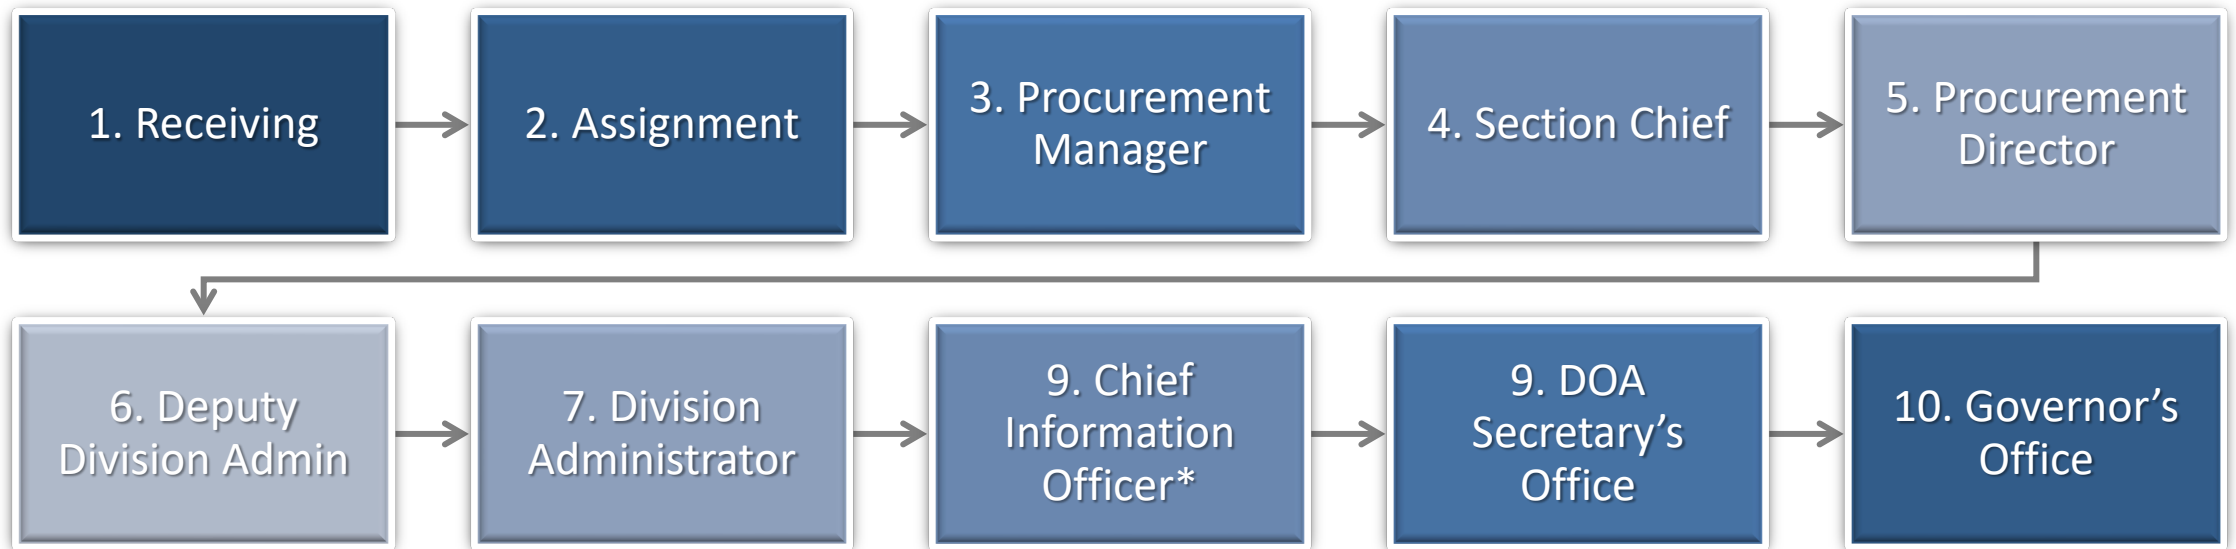 1. Receiving
2. Assignment
3. Procurement
Manager
4. Section Chief
5. Procurement
Director
6. Deputy
Division Admin
7. Division
Administrator
9. Chief
Information
Officer*
9. DOA
Secretary’s
Office
10. Governor’s
Office